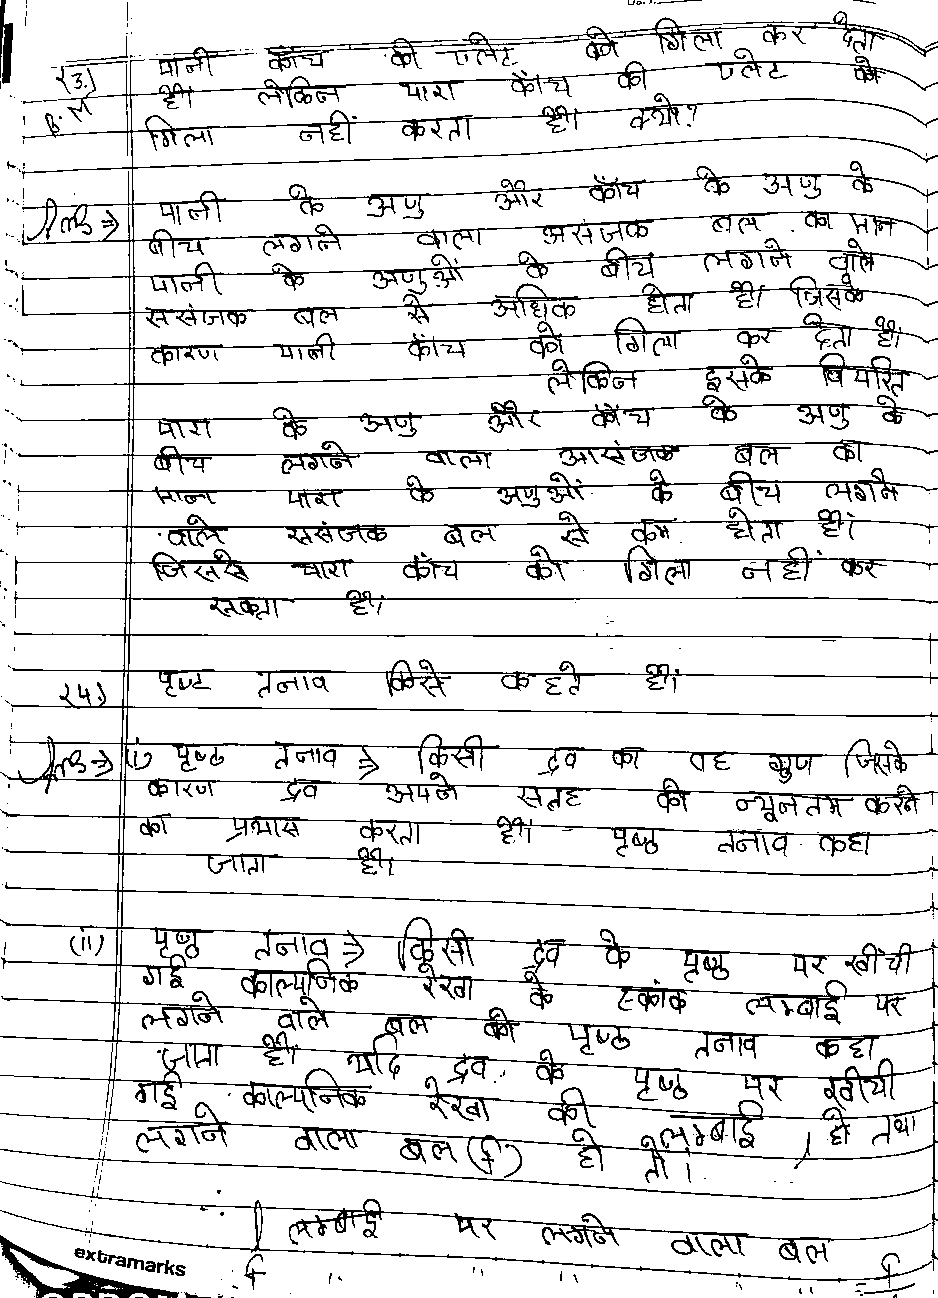 23.) पानी काँच की प्लेट को गिला कर देता
B.M है। लेकिन पारा काँच की प्लेट को
गिला नहीं करता है। क्यो?
Ans⇒ पानी के अणु और काँच के अणु के
बीच लगने वाला असंजक बल का मान
पानी के अणुओं के बीच लगने वाले
ससंजक बल से अधिक होता है। जिसके
कारण पानी काँच को गिला कर देता है।
लेकिन इसके विपरित
पारा के अणु और काँच के अणु के
बीच लगने वाला आसंजक बल का
मान पारा के अणुओं के बीच लगने
वाले ससंजक बल से कम होता है।
जिससे पारा काँच को गिला नहीं कर
सकता है।
24.) पृष्ट तनाव किसे कहते है।
Ans⇒ (i) पृष्ठ तनाव ⇒ किसी द्रव का वह गुण जिसके
कारण द्रव अपने सतह को न्यूनतम करने
का प्रयास करता है। पृष्ठ तनाव कहा
जाता है।
(ii) पृष्ठ तनाव ⇒ किसी द्रव के पृष्ठ पर खींची
गई काल्पनिक रेखा के एकांक लम्बाई पर
लगने वाले बल को पृष्ठ तनाव कहा
जाता है। यदि द्रव के पृष्ठ पर खीची
गई काल्पनिक रेखा की लम्बाई l हो तथा
लगने वाला बल (F) हो तो।
∴ l लम्बाई पर लगने वाला बल
F " " " " F
extramarks